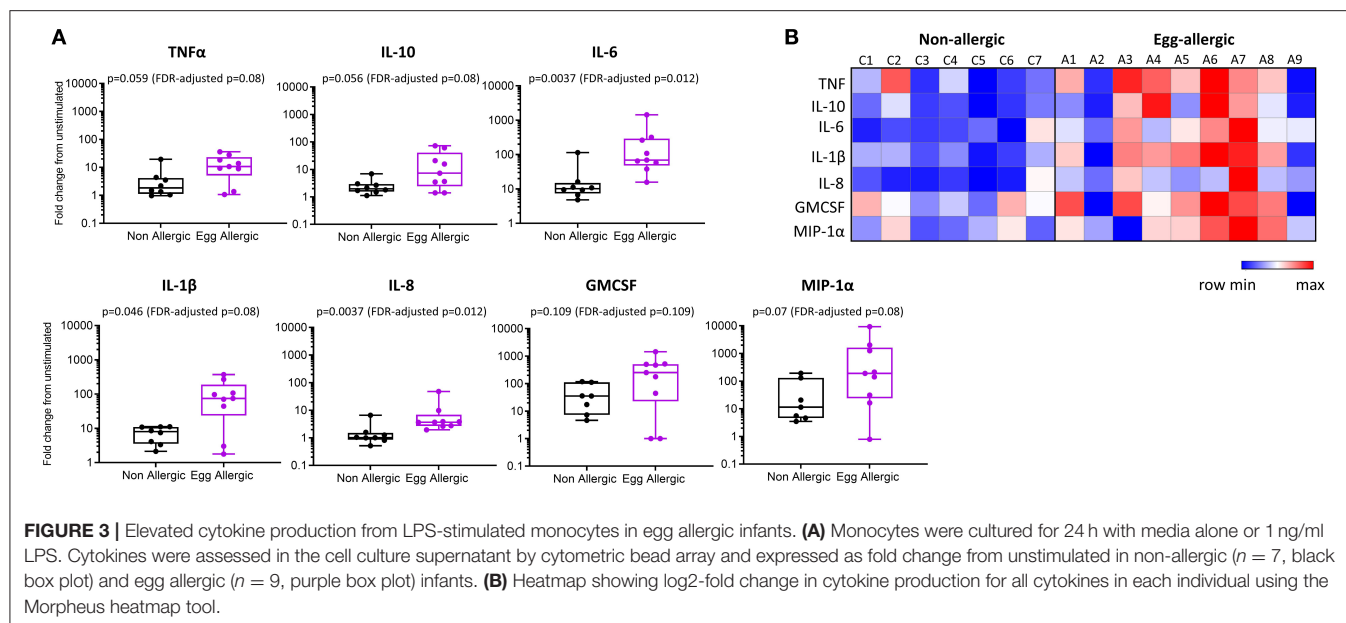 A
TNFα
p=0.059 (FDR-adjusted p=0.08)
Fold change from unstimulated
10000
1000
100
10
1
0.1
Non Allergic Egg Allergic
IL-10
p=0.056 (FDR-adjusted p=0.08)
10000
1000
100
10
1
0.1
Non Allergic Egg Allergic
IL-6
p=0.0037 (FDR-adjusted p=0.012)
10000
1000
100
10
1
Non Allergic Egg Allergic
B
Non-allergic Egg-allergic
C1 C2 C3 C4 C5 C6 C7 A1 A2 A3 A4 A5 A6 A7 A8 A9
TNF
IL-10
IL-6
IL-1β
IL-8
GMCSF
MIP-1α
row min max
IL-1β
p=0.046 (FDR-adjusted p=0.08)
Fold change from unstimulated
10000
1000
100
10
1
Non Allergic Egg Allergic
IL-8
p=0.0037 (FDR-adjusted p=0.012)
10000
1000
100
10
1
0.1
Non Allergic Egg Allergic
GMCSF
p=0.109 (FDR-adjusted p=0.109)
10000
1000
100
10
1
0.1
Non Allergic Egg Allergic
MIP-1α
p=0.07 (FDR-adjusted p=0.08)
10000
1000
100
10
1
0.1
Non Allergic Egg Allergic
FIGURE 3 | Elevated cytokine production from LPS-stimulated monocytes in egg allergic infants. (A) Monocytes were cultured for 24 h with media alone or 1 ng/ml
LPS. Cytokines were assessed in the cell culture supernatant by cytometric bead array and expressed as fold change from unstimulated in non-allergic (n = 7, black
box plot) and egg allergic (n = 9, purple box plot) infants. (B) Heatmap showing log2-fold change in cytokine production for all cytokines in each individual using the
Morpheus heatmap tool.